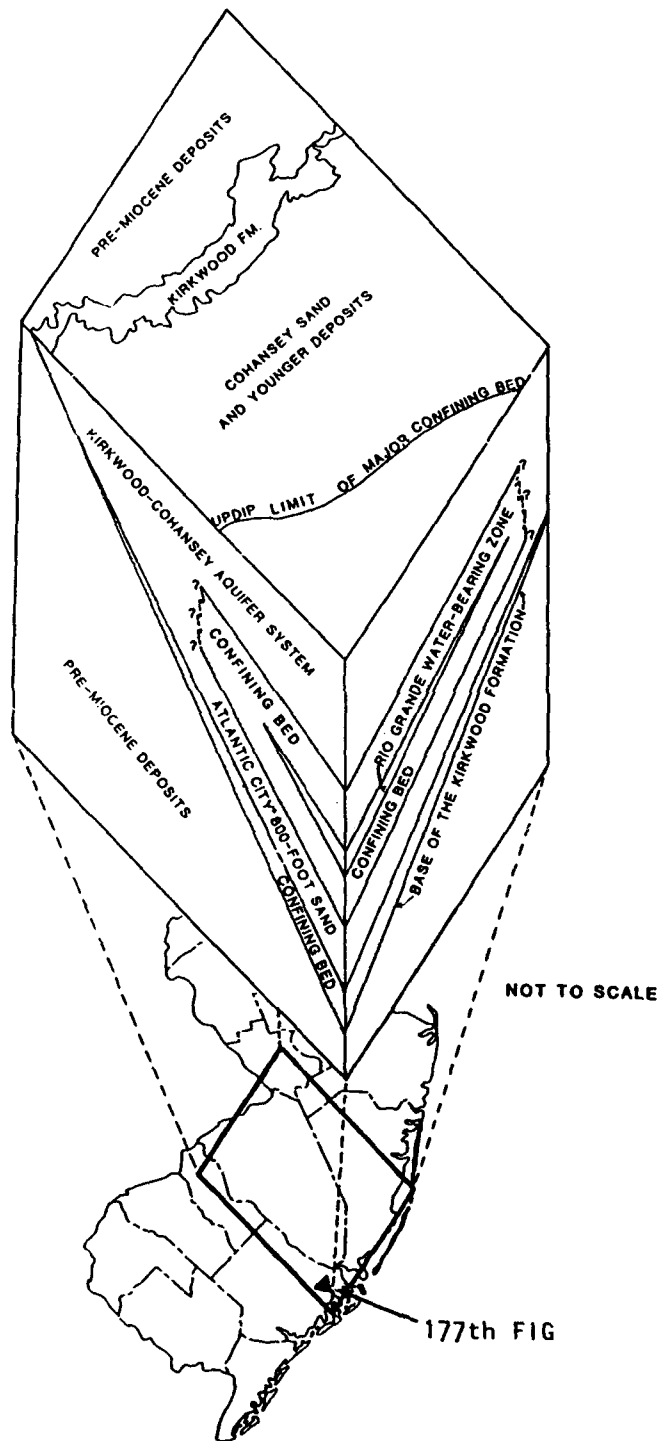 PRE-MIOCENE DEPOSITS
KIRKWOOD FM.
COHANSEY SAND
AND YOUNGER DEPOSITS
UPDIP LIMIT OF MAJOR CONFINING BED
KIRKWOOD-COHANSEY AQUIFER SYSTEM
?
?
?
?
?
?
CONFINING BED
RIO GRANDE WATER-BEARING ZONE
PRE-MIOCENE DEPOSITS
ATLANTIC CITY 800-FOOT SAND
CONFINING BED
CONFINING BED
BASE OF THE KIRKWOOD FORMATION
NOT TO SCALE
177th FIG